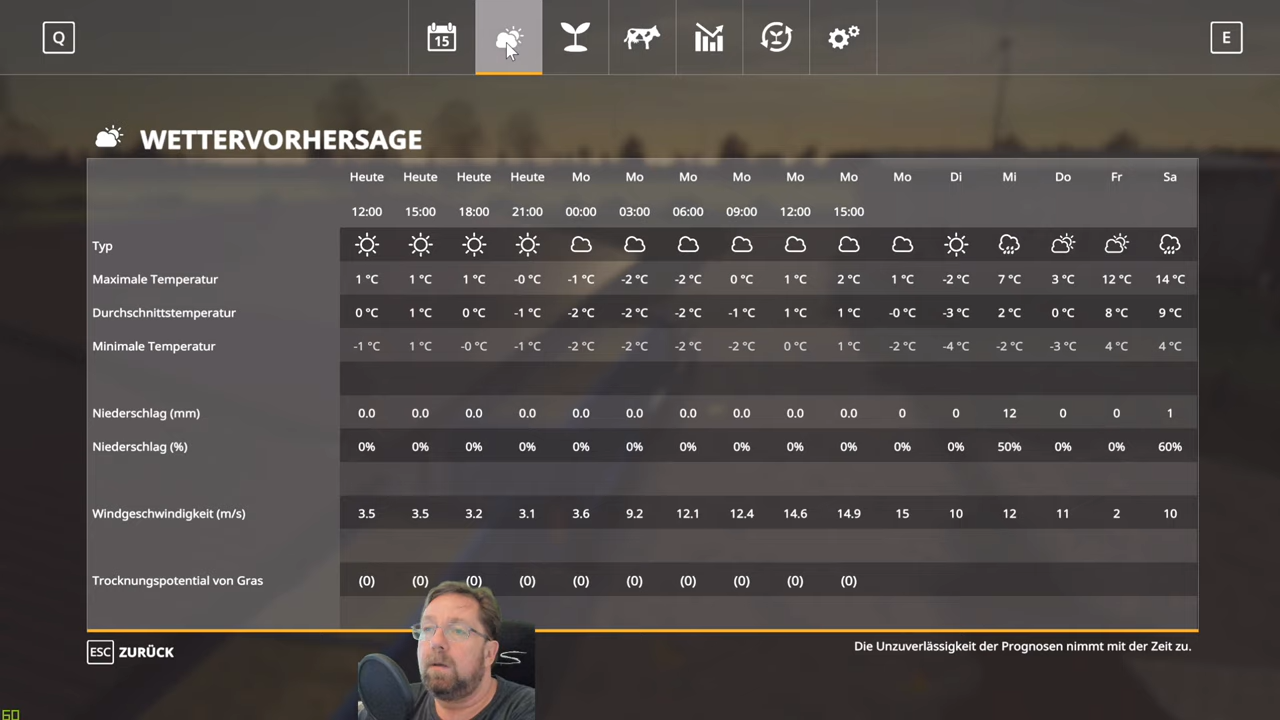 Q
15
E
WETTERVORHERSAGE
Heute Heute Heute Heute Mo Mo Mo Mo Mo Mo Mo Di Mi Do Fr Sa
12:00 15:00 18:00 21:00 00:00 03:00 06:00 09:00 12:00 15:00
Typ
Maximale Temperatur 1 °C 1 °C 1 °C -0 °C -1 °C -2 °C -2 °C 0 °C 1 °C 2 °C 1 °C -2 °C 7 °C 3 °C 12 °C 14 °C
Durchschnittstemperatur 0 °C 1 °C 0 °C -1 °C -2 °C -2 °C -2 °C -1 °C 1 °C 1 °C -0 °C -3 °C 2 °C 0 °C 8 °C 9 °C
Minimale Temperatur -1 °C 1 °C -0 °C -1 °C -2 °C -2 °C -2 °C -2 °C 0 °C 1 °C -2 °C -4 °C -2 °C -3 °C 4 °C 4 °C
Niederschlag (mm) 0.0 0.0 0.0 0.0 0.0 0.0 0.0 0.0 0.0 0.0 0 0 12 0 0 1
Niederschlag (%) 0% 0% 0% 0% 0% 0% 0% 0% 0% 0% 0% 0% 50% 0% 0% 60%
Windgeschwindigkeit (m/s) 3.5 3.5 3.2 3.1 3.6 9.2 12.1 12.4 14.6 14.9 15 10 12 11 2 10
Trocknungspotential von Gras (0) (0) (0) (0) (0) (0) (0) (0) (0) (0)
ESC ZURÜCK
Die Unzuverlässigkeit der Prognosen nimmt mit der Zeit zu.
60